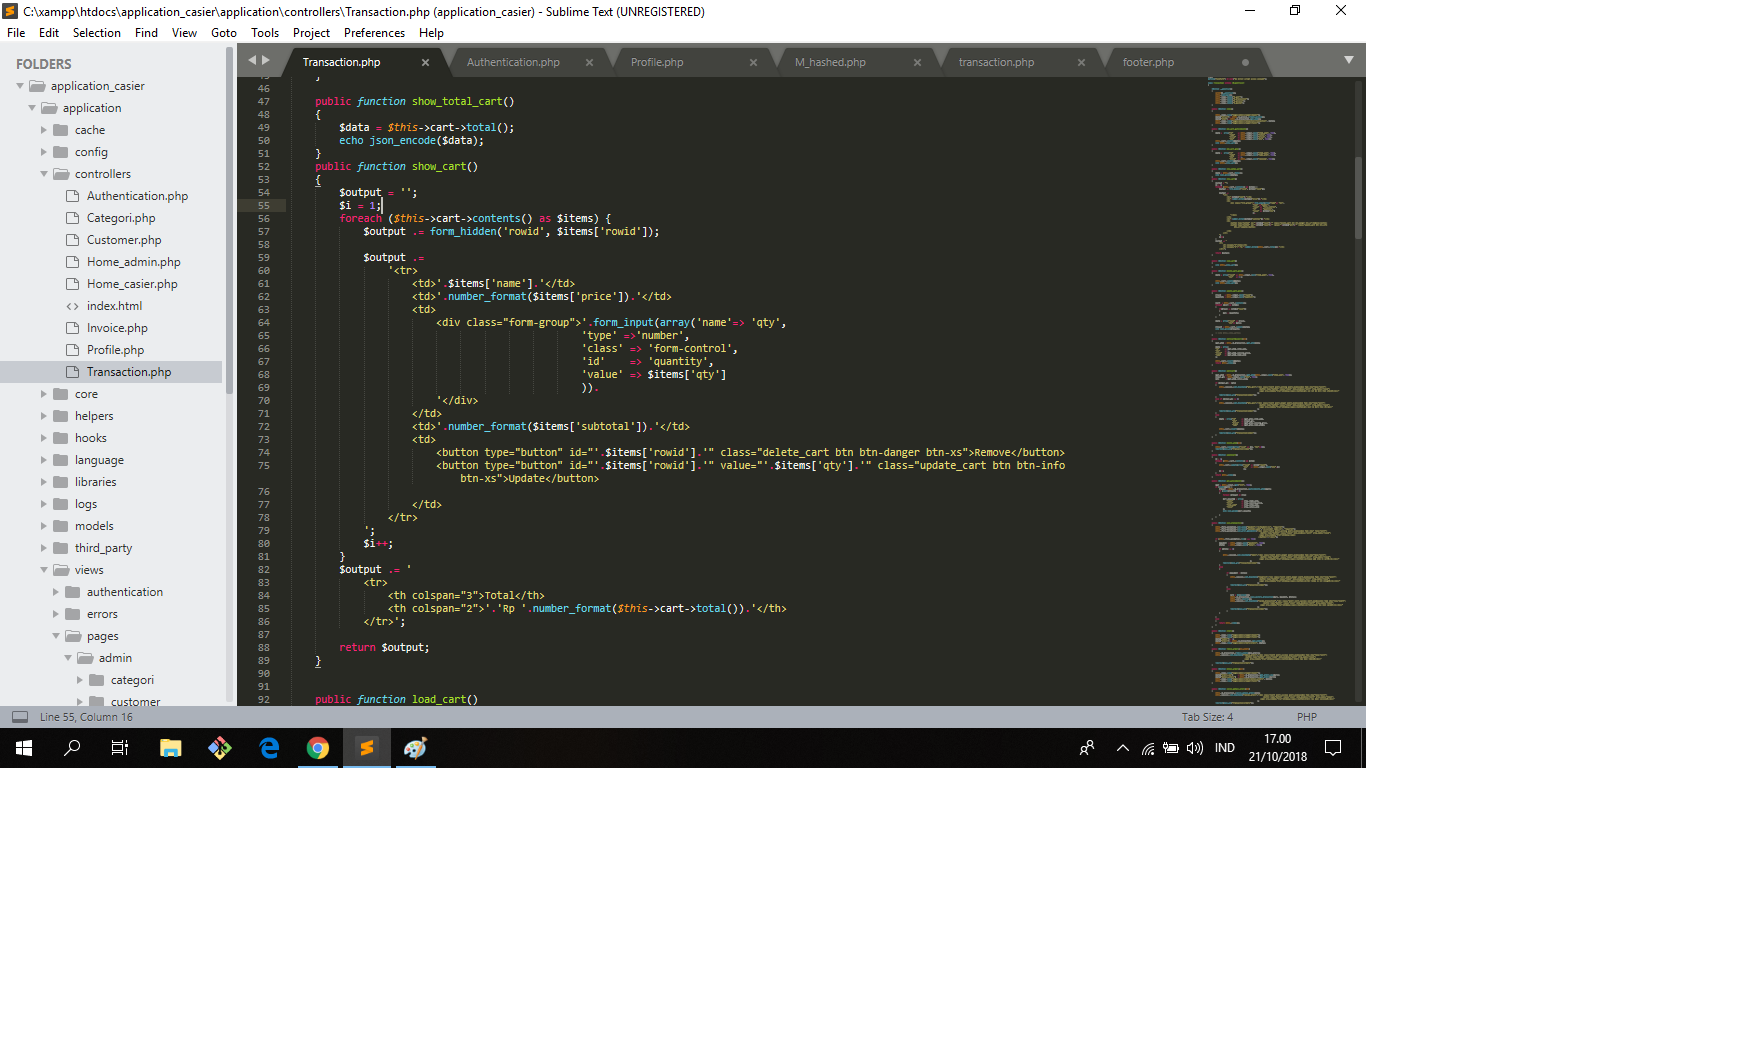 C:\xampp\htdocs\application_casier\application\controllers\Transaction.php (application_casier) - Sublime Text (UNREGISTERED)
File Edit Selection Find View Goto Tools Project Preferences Help
FOLDERS
application_casier
application
cache
config
controllers
Authentication.php
Categori.php
Customer.php
Home_admin.php
Home_casier.php
index.html
Invoice.php
Profile.php
Transaction.php
core
helpers
hooks
language
libraries
logs
models
third_party
views
authentication
errors
pages
admin
categori
customer
Transaction.php Authentication.php Profile.php M_hashed.php transaction.php footer.php
45 }
46
47 public function show_total_cart()
48 {
49 $data = $this->cart->total();
50 echo json_encode($data);
51 }
52 public function show_cart()
53 {
54 $output = '';
55 $i = 1;
56 foreach ($this->cart->contents() as $items) {
57 $output .= form_hidden('rowid', $items['rowid']);
58
59 $output .=
60 '<tr>
61 <td>'.$items['name'].'</td>
62 <td>'.number_format($items['price']).'</td>
63 <td>
64 <div class="form-group">'.form_input(array('name'=> 'qty',
65 'type' =>'number',
66 'class' => 'form-control',
67 'id' => 'quantity',
68 'value' => $items['qty']
69 )).
70 '</div>
71 </td>
72 <td>'.number_format($items['subtotal']).'</td>
73 <td>
74 <button type="button" id="'.$items['rowid'].'" class="delete_cart btn btn-danger btn-xs">Remove</button>
75 <button type="button" id="'.$items['rowid'].'" value="'.$items['qty'].'" class="update_cart btn btn-info
btn-xs">Update</button>
76
77 </td>
78 </tr>
79 ';
80 $i++;
81 }
82 $output .= '
83 <tr>
84 <th colspan="3">Total</th>
85 <th colspan="2">'.'Rp '.number_format($this->cart->total()).'</th>
86 </tr>';
87
88 return $output;
89 }
90
91
92 public function load_cart()
Line 55, Column 16 Tab Size: 4 PHP
IND 17.00
21/10/2018